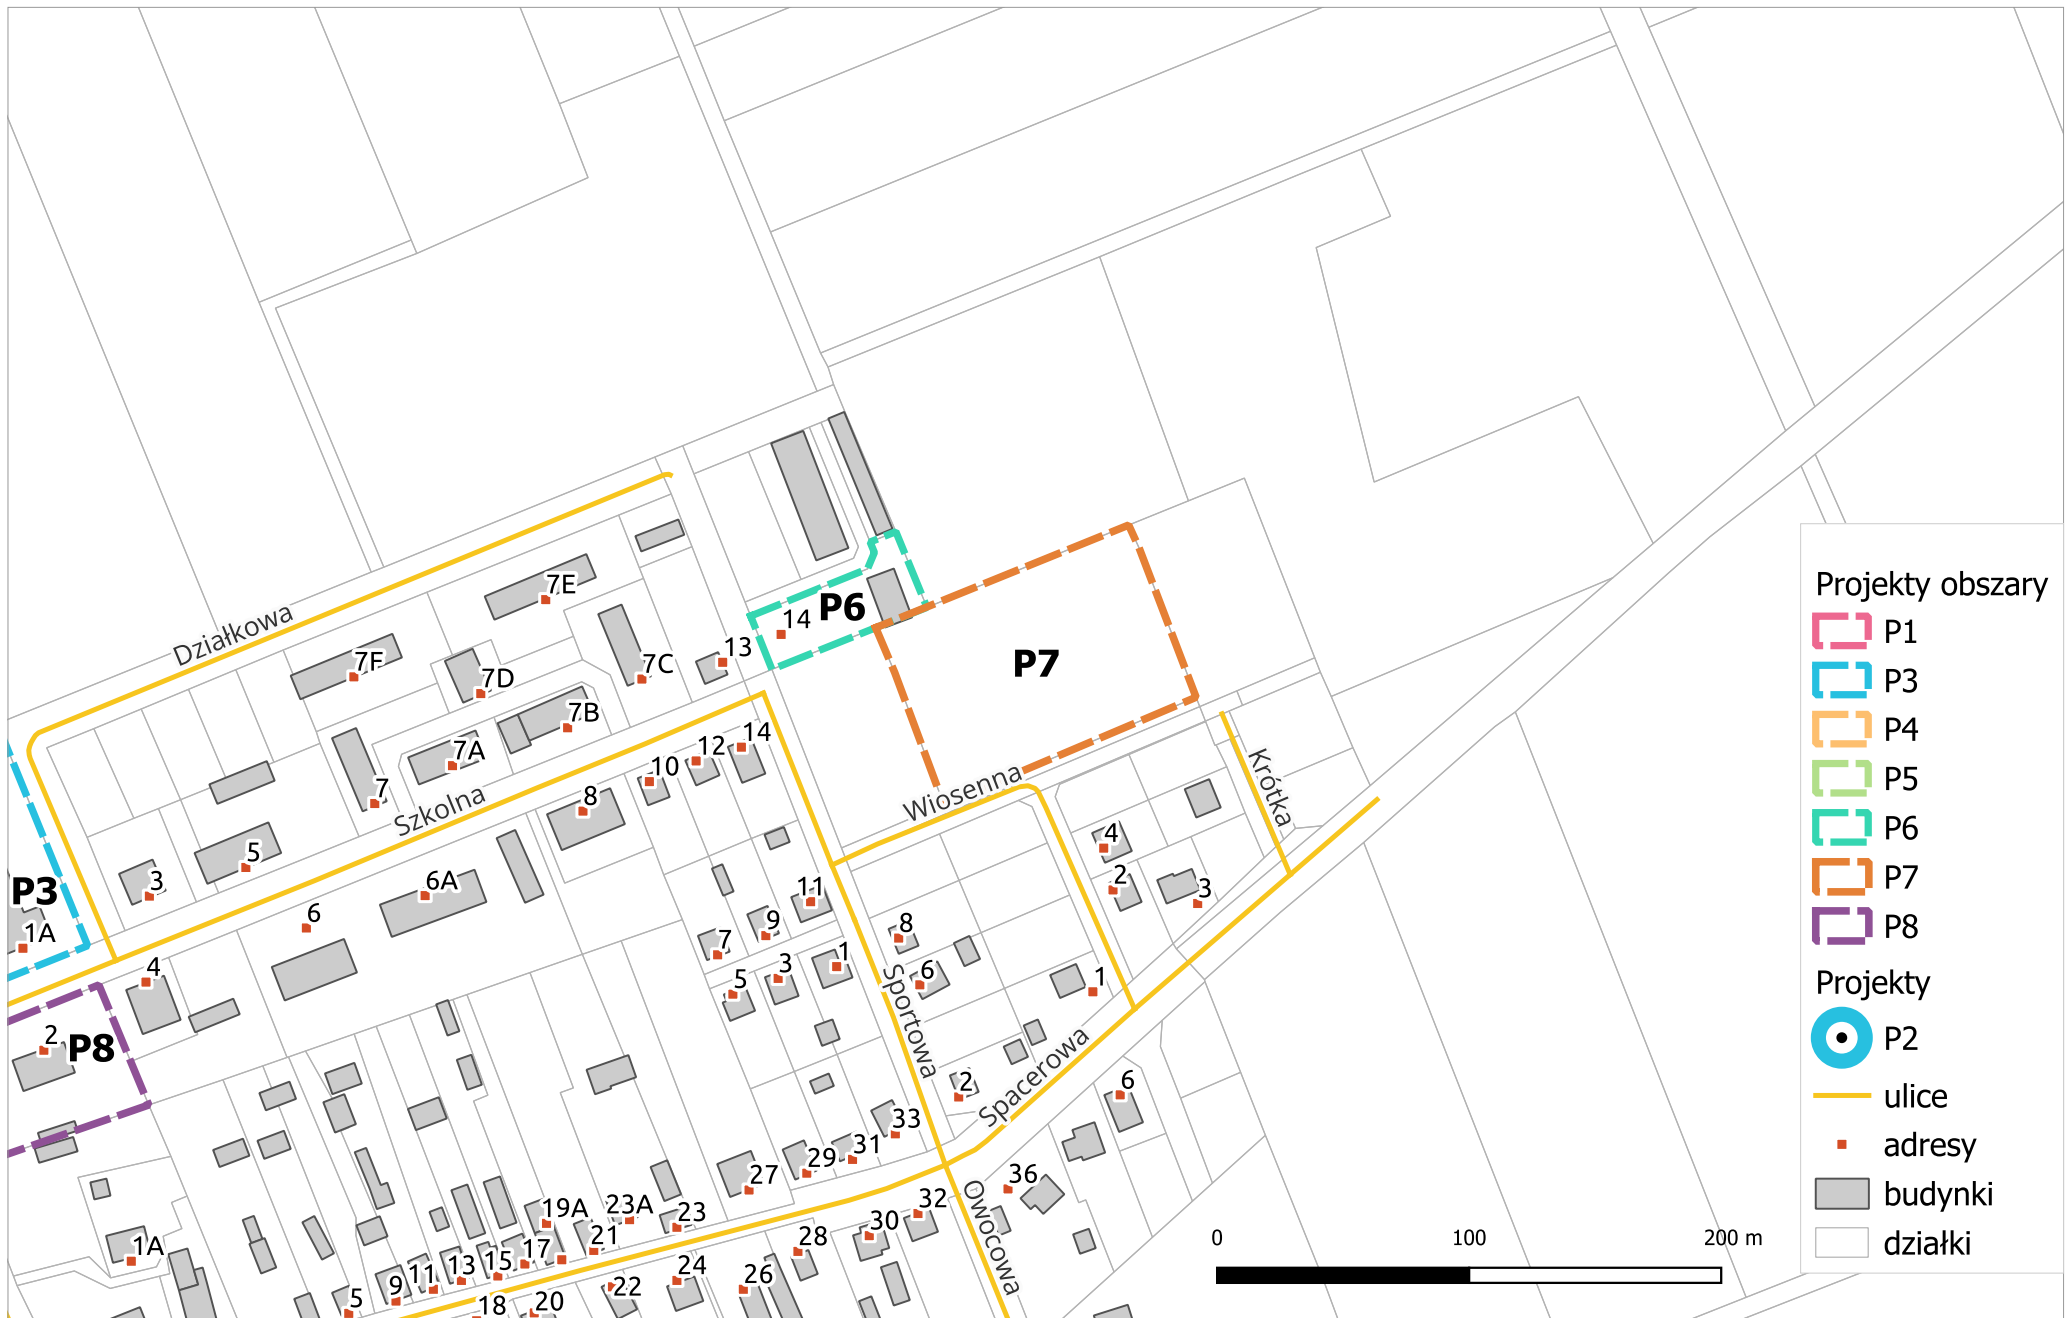 7E
14
P6
Działkowa
13
7F
7C
P7
7D
7B
14
12
7A
10
7
8
Wiosenna
Krótka
Szkolna
4
5
3
6A
2
3
P3
11
6
9
8
1A
7
1
3
6
1
4
5
Sportowa
2
P8
2
Spacerowa
6
33
31
29
27
36
19A
23A
23
32
21
30
17
28
1A
15
13
11
24
Owocowa
9
26
22
5
20
18
0
100
200 m
Projekty obszary
P1
P3
P4
P5
P6
P7
P8
Projekty
P2
ulice
adresy
budynki
działki